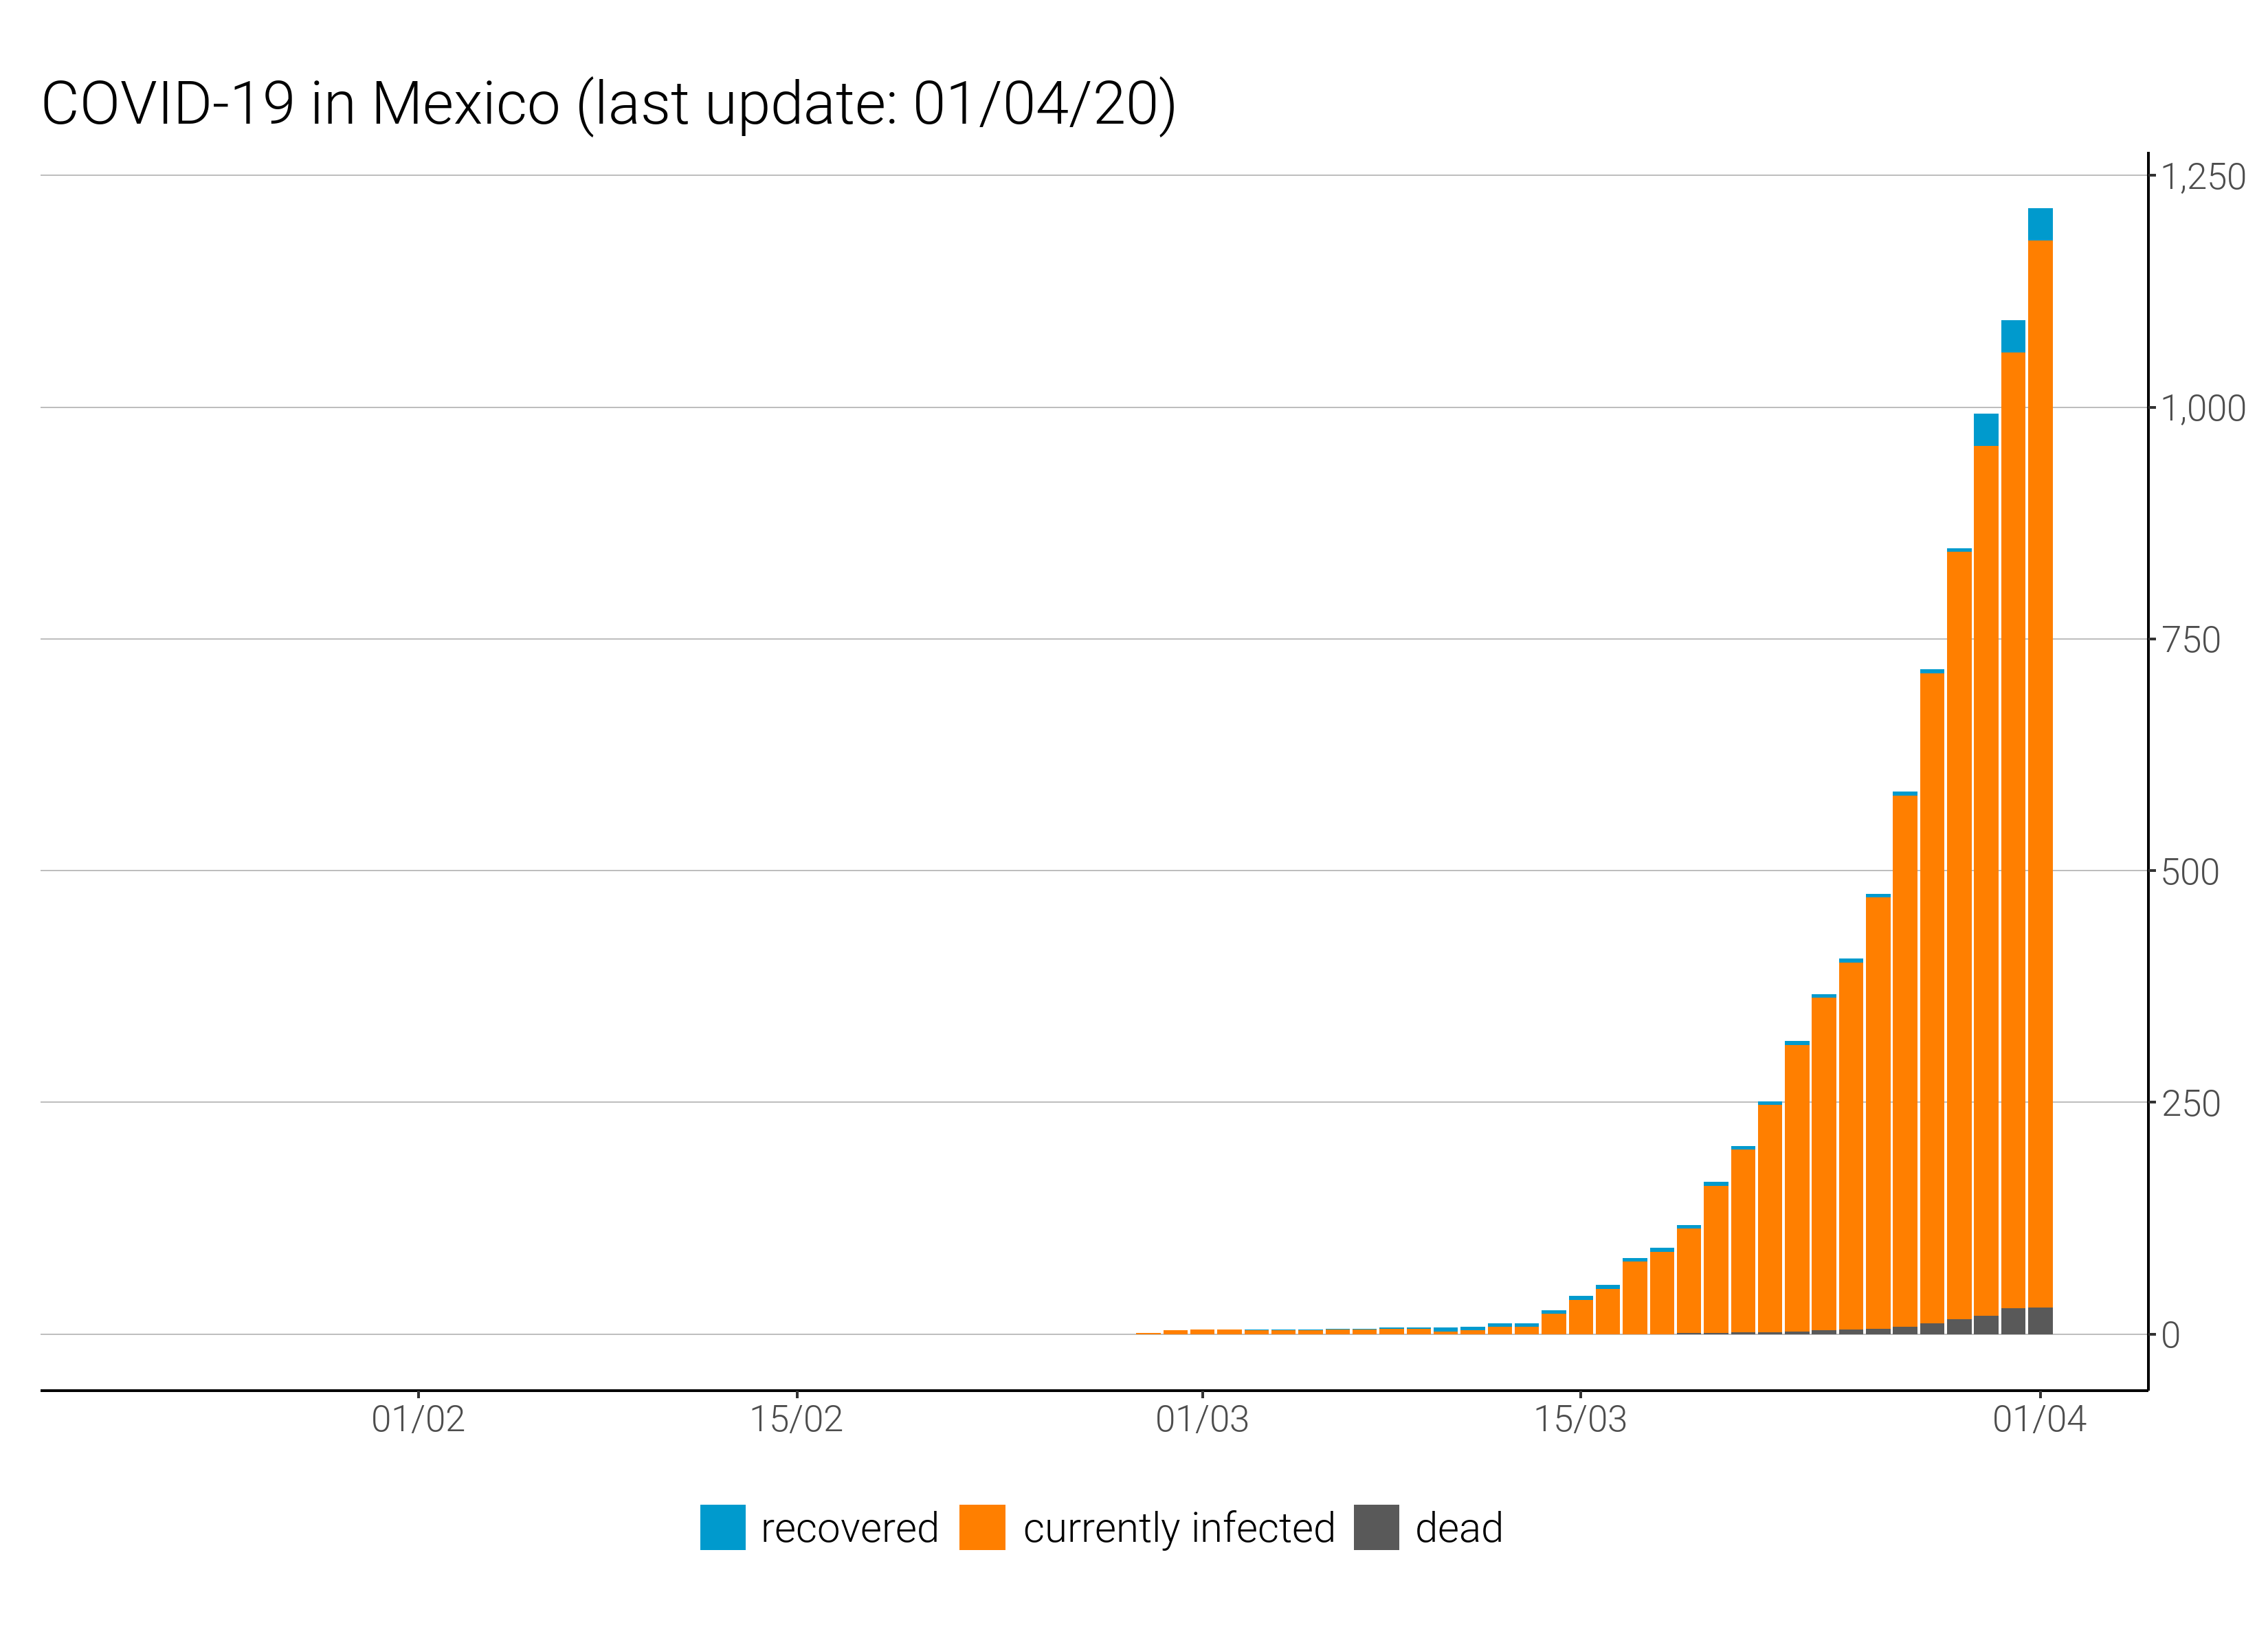 COVID-19 in Mexico (last update: 01/04/20)
1,250
1,000
750
500
250
0
01/02 15/02 01/03 15/03 01/04
recovered currently infected dead